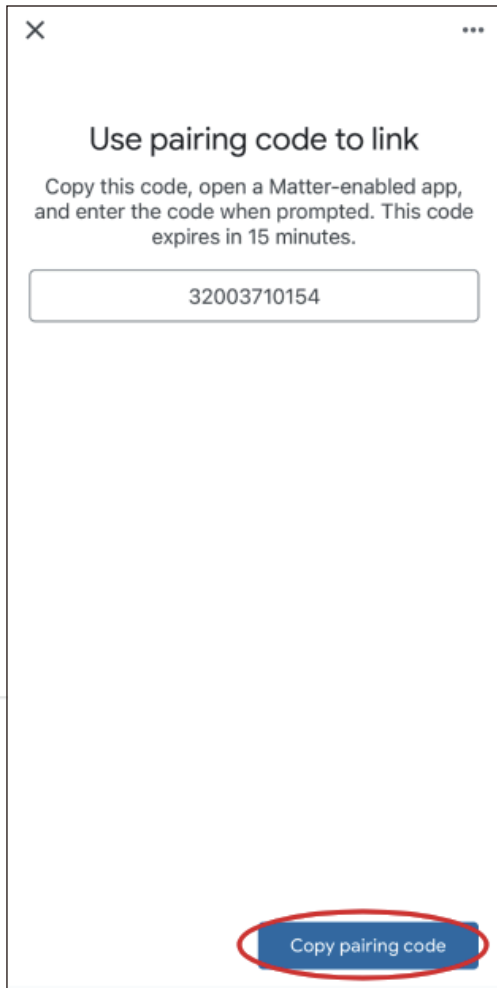 Use pairing code to link
Copy this code, open a Matter-enabled app,
and enter the code when prompted. This code
expires in 15 minutes.
32003710154
Copy pairing code